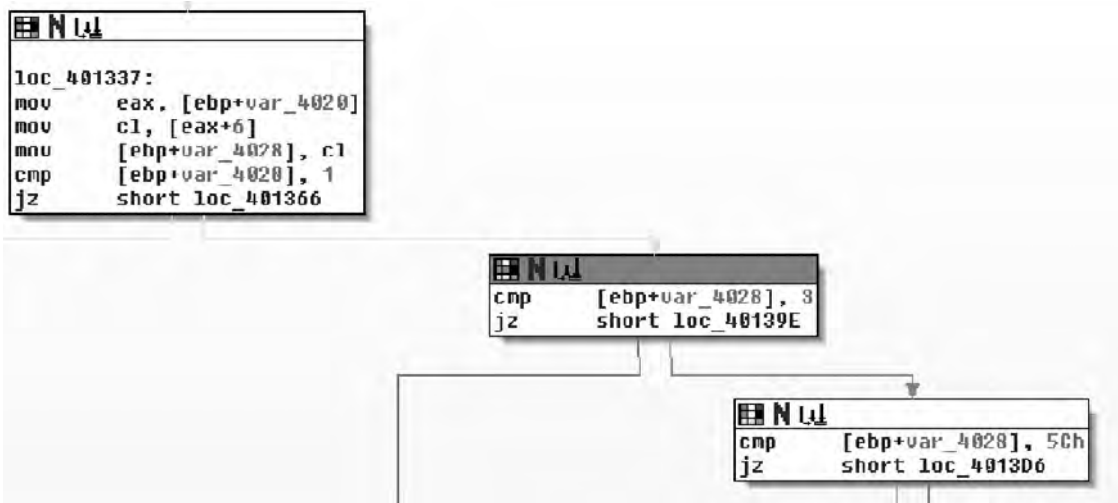 loc_401337:
mov eax, [ebp+var_4020]
mov cl, [eax+6]
mov [ebp+var_4028], cl
cmp [ebp+var_4028], 1
jz short loc_401366
cmp [ebp+var_4028], 3
jz short loc_40139E
cmp [ebp+var_4028], 5Ch
jz short loc_4013D6